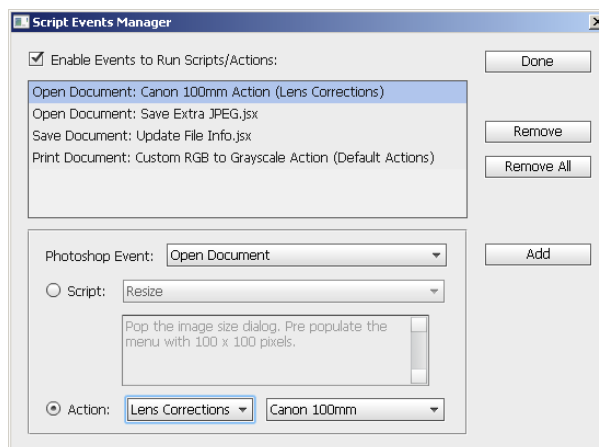 Script Events Manager
Enable Events to Run Scripts/Actions:
Done
Open Document: Canon 100mm Action (Lens Corrections)
Open Document: Save Extra JPEG.jsx
Save Document: Update File Info.jsx
Print Document: Custom RGB to Grayscale Action (Default Actions)
Remove
Remove All
Photoshop Event: Open Document
Add
Script: Resize
Pop the image size dialog. Pre populate the
menu with 100 x 100 pixels.
Action: Lens Corrections Canon 100mm